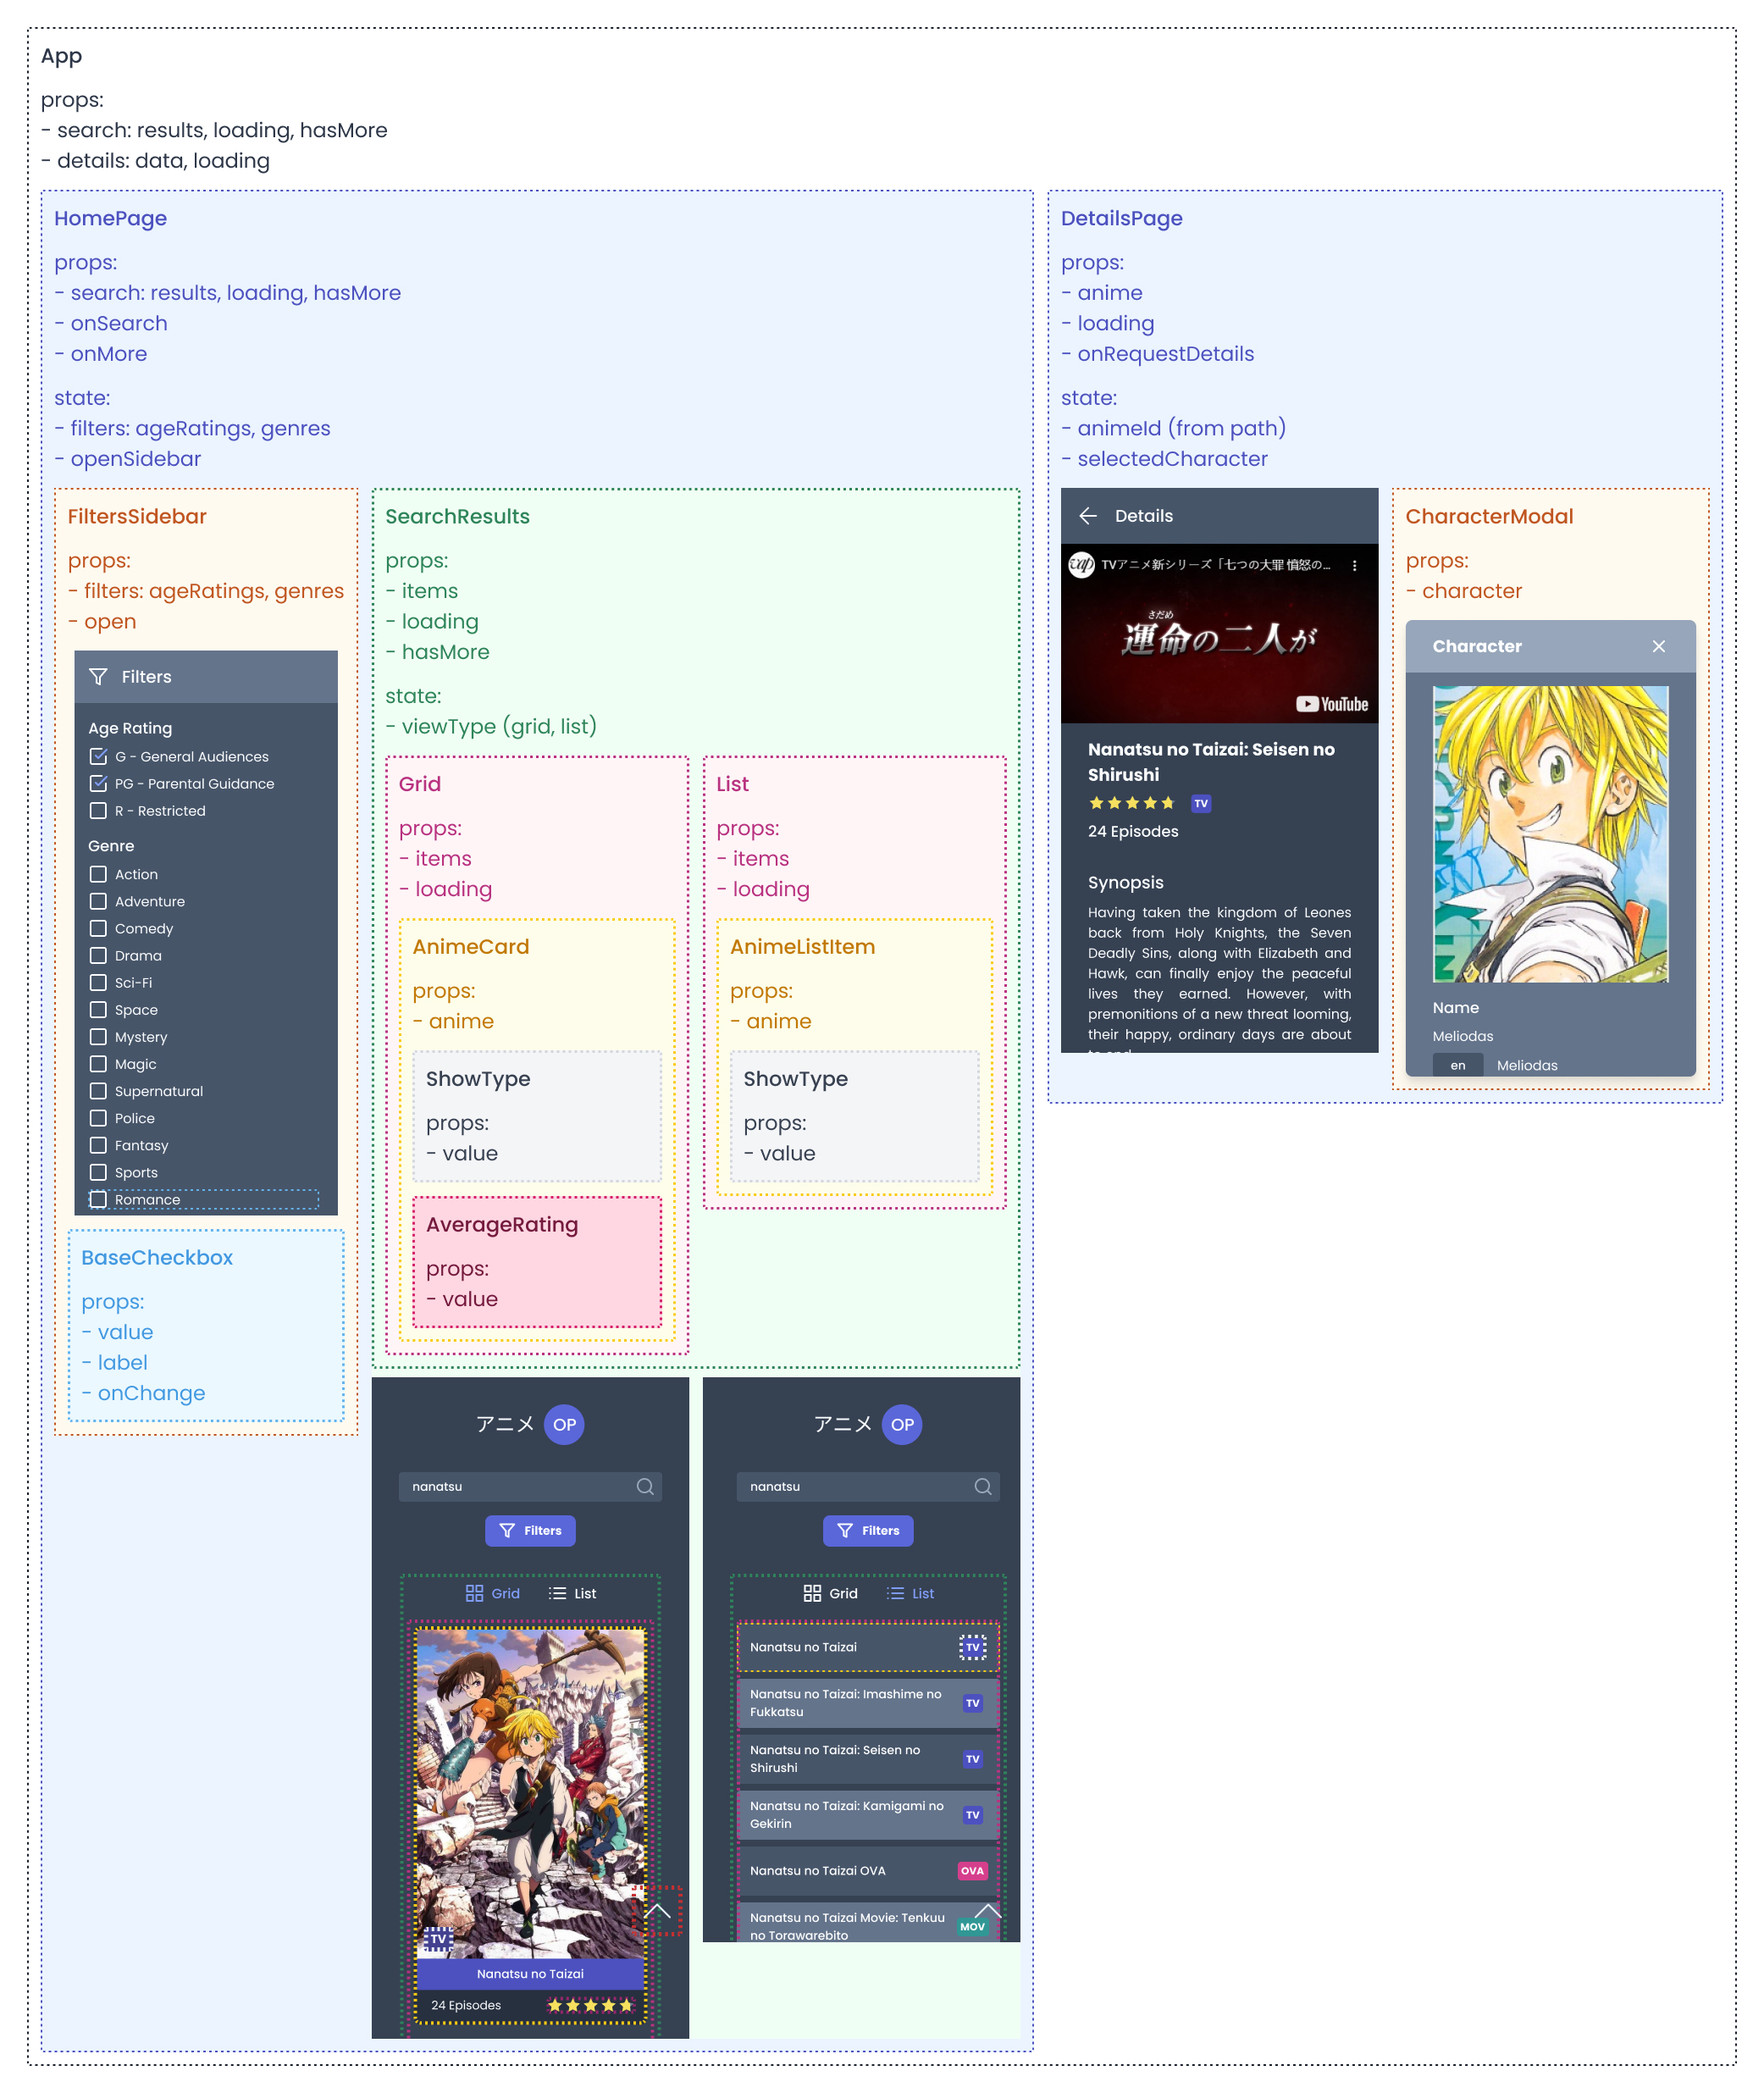 App
props:
- search: results, loading, hasMore
- details: data, loading
HomePage
props:
- search: results, loading, hasMore
- onSearch
- onMore
state:
- filters: ageRatings, genres
- openSidebar
FiltersSidebar
props:
- filters: ageRatings, genres
- open
Filters
Age Rating
G - General Audiences
PG - Parental Guidance
R - Restricted
Genre
Action
Adventure
Comedy
Drama
Sci-Fi
Space
Mystery
Magic
Supernatural
Police
Fantasy
Sports
Romance
BaseCheckbox
props:
- value
- label
- onChange
SearchResults
props:
- items
- loading
- hasMore
state:
- viewType (grid, list)
Grid
props:
- items
- loading
AnimeCard
props:
- anime
ShowType
props:
- value
AverageRating
props:
- value
List
props:
- items
- loading
AnimeListItem
props:
- anime
ShowType
props:
- value
アニメ OP
nanatsu
Filters
Grid List
TV
Nanatsu no Taizai
24 Episodes
アニメ OP
nanatsu
Filters
Grid List
Nanatsu no Taizai TV
Nanatsu no Taizai: Imashime no
Fukkatsu TV
Nanatsu no Taizai: Seisen no
Shirushi TV
Nanatsu no Taizai: Kamigami no
Gekirin TV
Nanatsu no Taizai OVA OVA
Nanatsu no Taizai Movie: Tenkuu
no Torawarebito MOV
DetailsPage
props:
- anime
- loading
- onRequestDetails
state:
- animeId (from path)
- selectedCharacter
Details
vap TVアニメ新シリーズ「七つの大罪 憤怒の...
さだめ
運命の二人が
YouTube
Nanatsu no Taizai: Seisen no
Shirushi
TV
24 Episodes
Synopsis
Having taken the kingdom of Leones
back from Holy Knights, the Seven
Deadly Sins, along with Elizabeth and
Hawk, can finally enjoy the peaceful
lives they earned. However, with
premonitions of a new threat looming,
their happy, ordinary days are about
to end
CharacterModal
props:
- character
Character
Name
Meliodas
en Meliodas